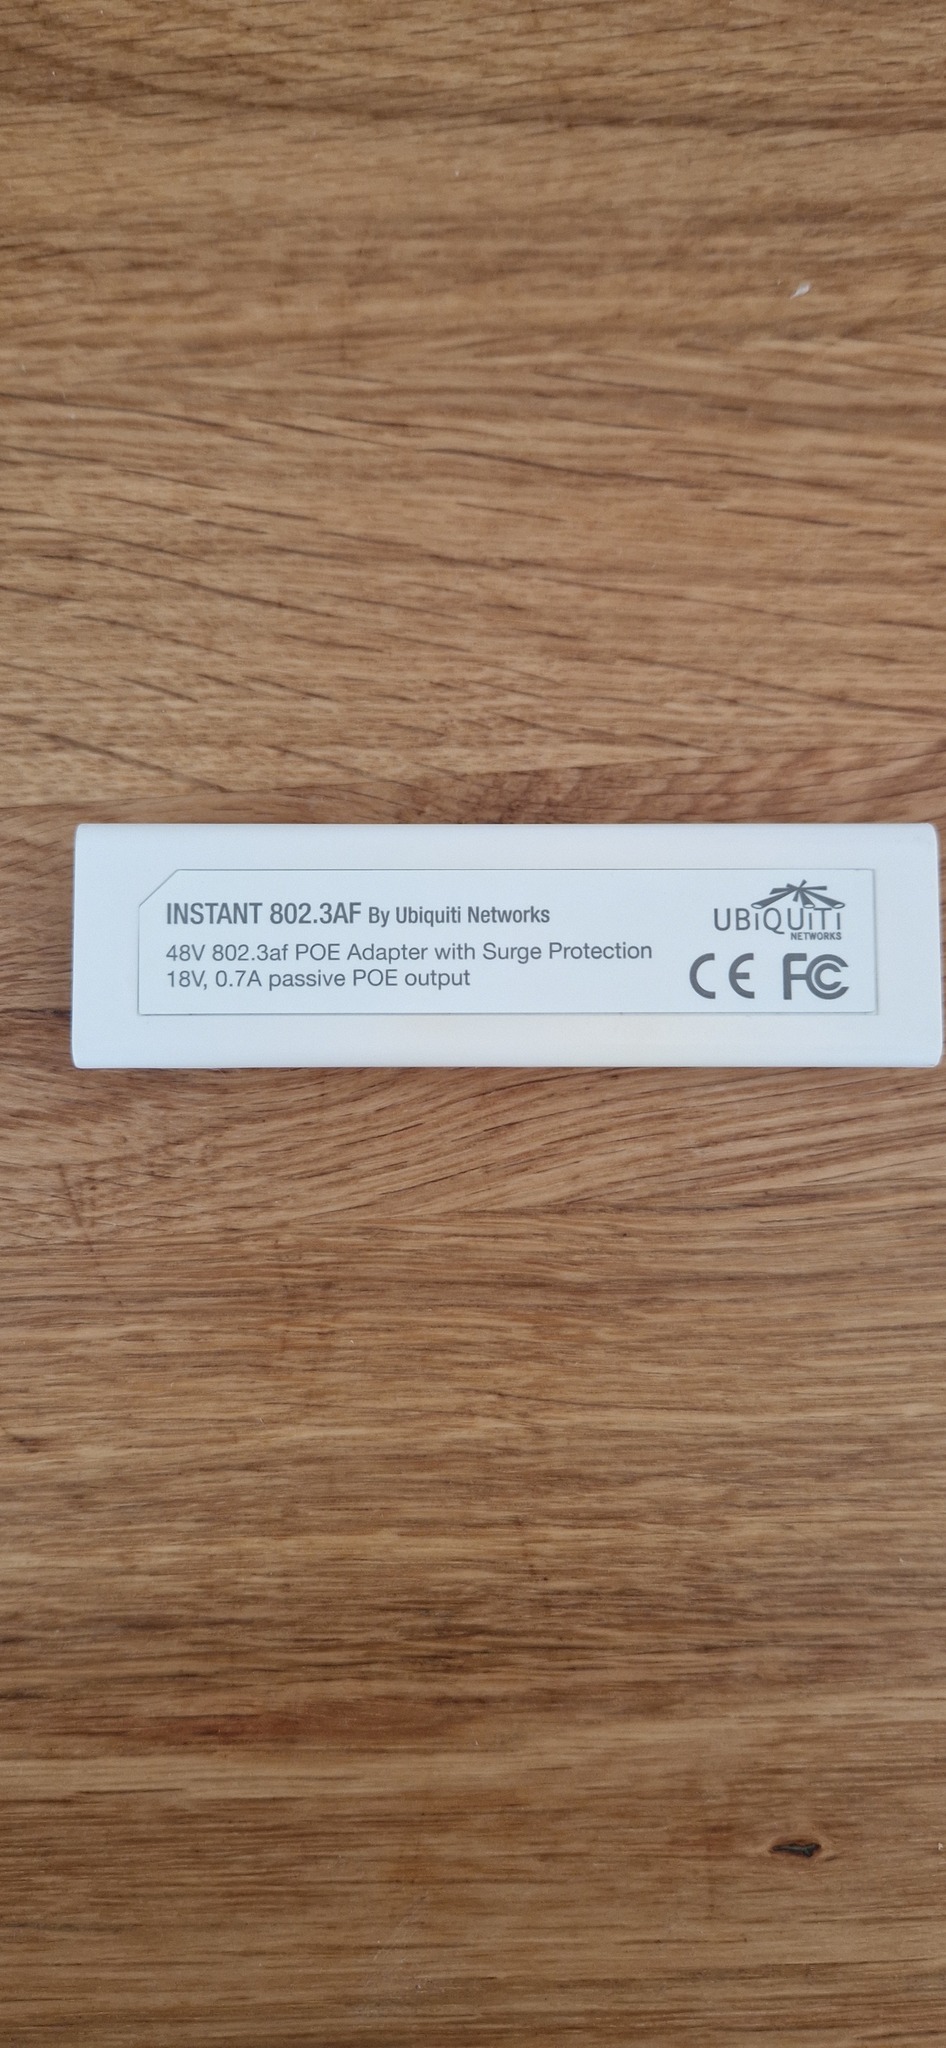 INSTANT 802.3AF By Ubiquiti Networks
48V 802.3af POE Adapter with Surge Protection
18V, 0.7A passive POE output
UBiQUiTi
NETWORKS
CE FC